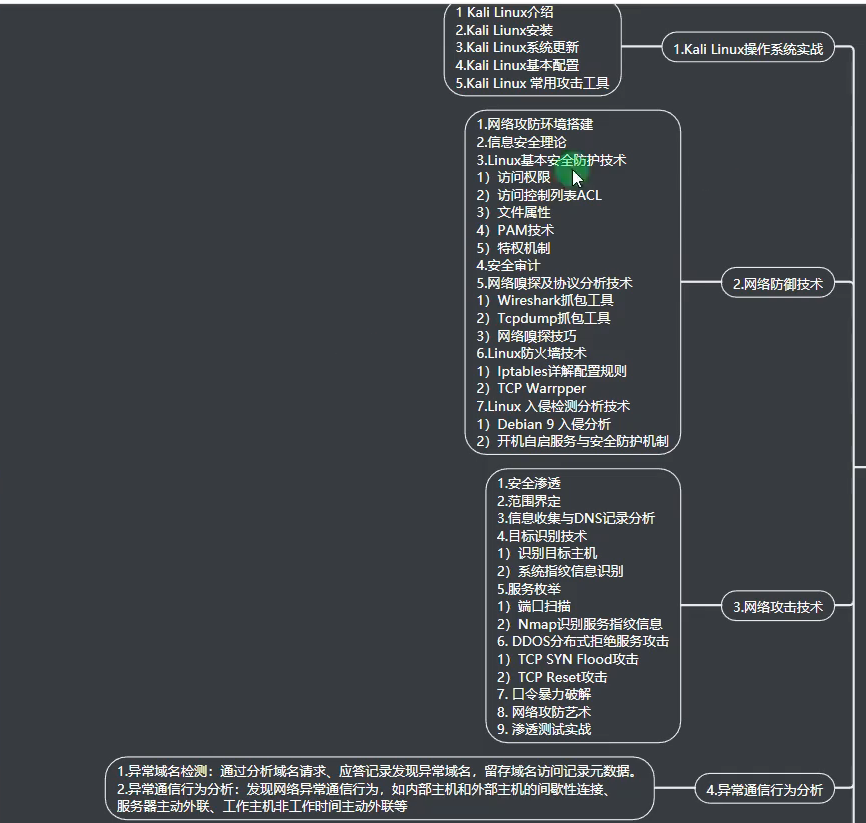 1 Kali Linux介绍
2.Kali Liunx安装
3.Kali Linux系统更新
4.Kali Linux基本配置
5.Kali Linux 常用攻击工具
1.Kali Linux操作系统实战
1.网络攻防环境搭建
2.信息安全理论
3.Linux基本安全防护技术
1）访问权限
2）访问控制列表ACL
3）文件属性
4）PAM技术
5）特权机制
4.安全审计
5.网络嗅探及协议分析技术
1）Wireshark抓包工具
2）Tcpdump抓包工具
3）网络嗅探技巧
6.Linux防火墙技术
1）Iptables详解配置规则
2）TCP Warrpper
7.Linux 入侵检测分析技术
1）Debian 9 入侵分析
2）开机自启服务与安全防护机制
2.网络防御技术
1.安全渗透
2.范围界定
3.信息收集与DNS记录分析
4.目标识别技术
1）识别目标主机
2）系统指纹信息识别
5.服务枚举
1）端口扫描
2）Nmap识别服务指纹信息
6. DDOS分布式拒绝服务攻击
1）TCP SYN Flood攻击
2）TCP Reset攻击
7. 口令暴力破解
8. 网络攻防艺术
9. 渗透测试实战
3.网络攻击技术
1.异常域名检测：通过分析域名请求、应答记录发现异常域名，留存域名访问记录元数据。
2.异常通信行为分析：发现网络异常通信行为，如内部主机和外部主机的间歇性连接、
服务器主动外联、工作主机非工作时间主动外联等
4.异常通信行为分析